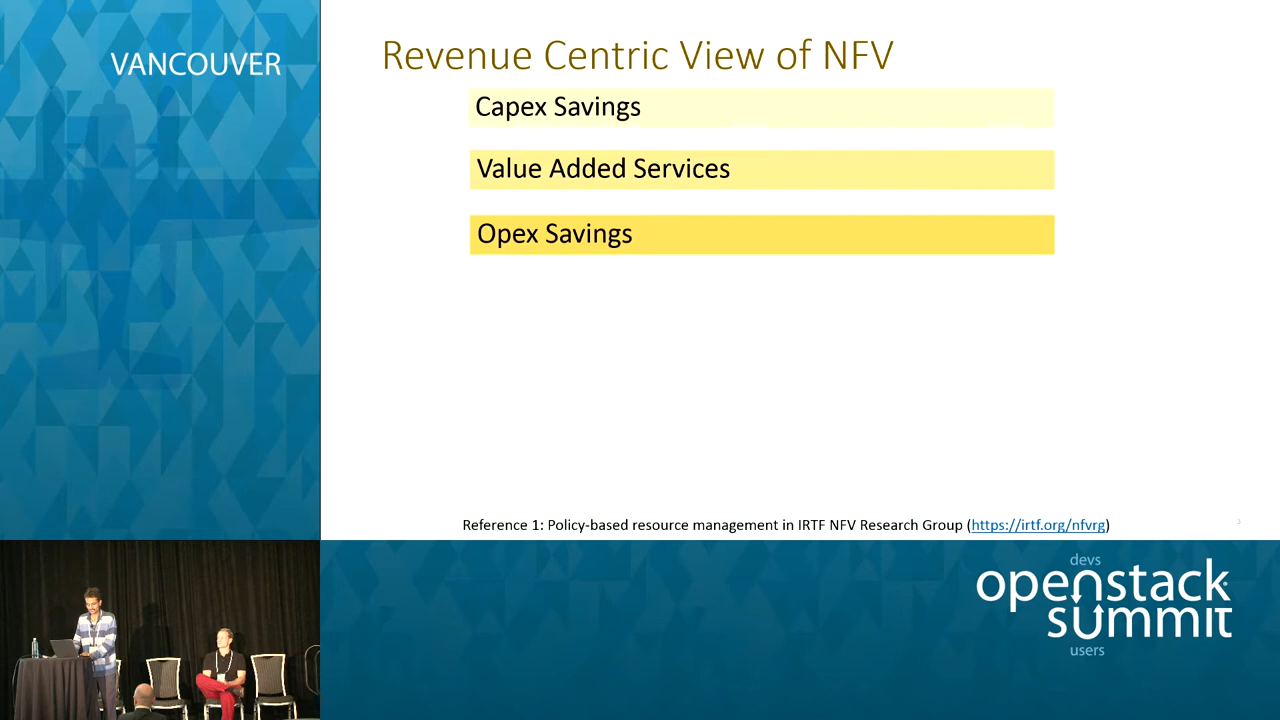 VANCOUVER
Revenue Centric View of NFV
Capex Savings
Value Added Services
Opex Savings
Reference 1: Policy-based resource management in IRTF NFV Research Group (https://irtf.org/nfvrg)
devs
openstack
summit
users